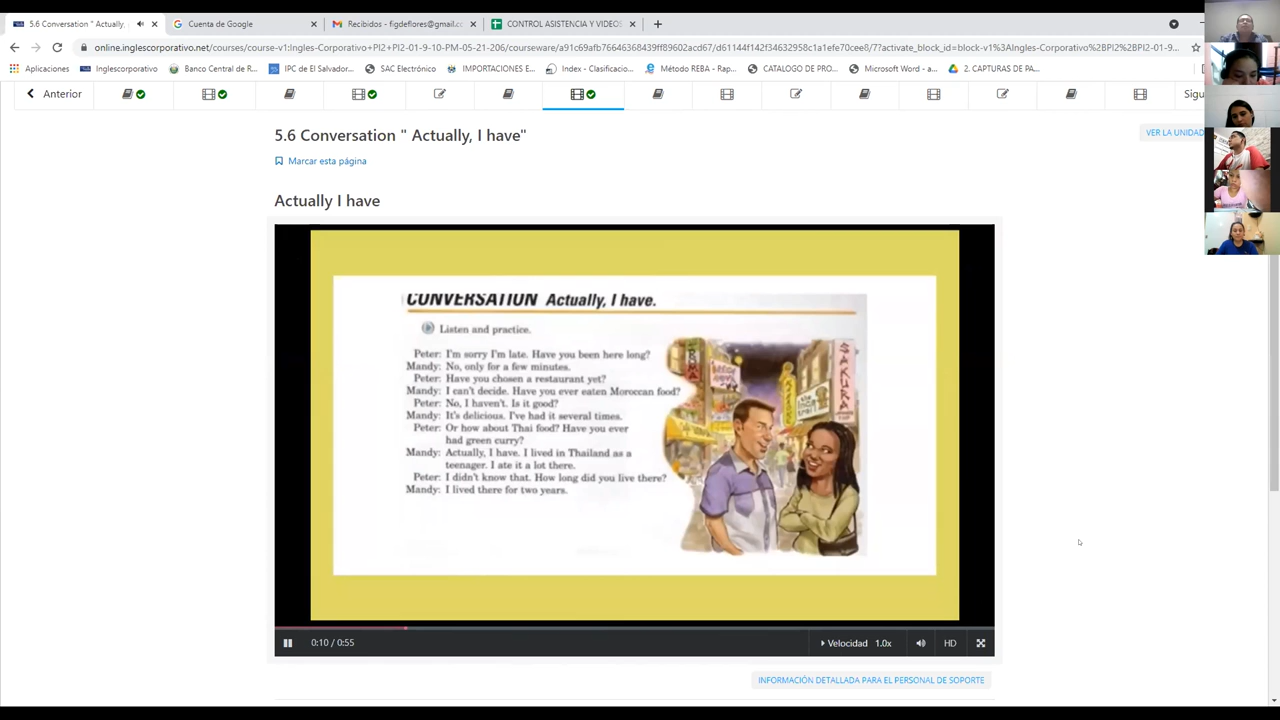 5.6 Conversation " Actually,
Cuenta de Google
Recibidos - figdeflores@gmail.cc
CONTROL ASISTENCIA Y VIDEOS
online.inglescorporativo.net/courses/course-v1:Ingles-Corporativo+PI2+PI2-01-9-10-PM-05-21-206/courseware/a91c69afb76646368439ff89602acd67/d61144f142f34632958c1a1efe70cee8/7?activate_block_id=block-v1%3AIngles-Corporativo%2BPI2%2BPI2-01-9...
Aplicaciones
Inglescorporativo
Banco Central de R...
IPC de El Salvador...
SAC Electrónico
IMPORTACIONES E...
Index - Clasificacio...
Método REBA - Rap...
CATALOGO DE PRO...
Microsoft Word - a...
2. CAPTURAS DE PA...
Anterior
Sigu
5.6 Conversation " Actually, I have"
VER LA UNIDAD
Marcar esta página
Actually I have
CONVERSATION Actually, I have.
Listen and practice.
Peter: I'm sorry I'm late. Have you been here long?
Mandy: No, only for a few minutes.
Peter: Have you chosen a restaurant yet?
Mandy: I can't decide. Have you ever eaten Moroccan food?
Peter: No, I haven't. Is it good?
Mandy: It's delicious. I've had it several times.
Peter: Or how about Thai food? Have you ever
had green curry?
Mandy: Actually, I have. I lived in Thailand as a
teenager. I ate it a lot there.
Peter: I didn't know that. How long did you live there?
Mandy: I lived there for two years.
SAKURA
0:10 / 0:55
Velocidad 1.0x
HD
INFORMACIÓN DETALLADA PARA EL PERSONAL DE SOPORTE